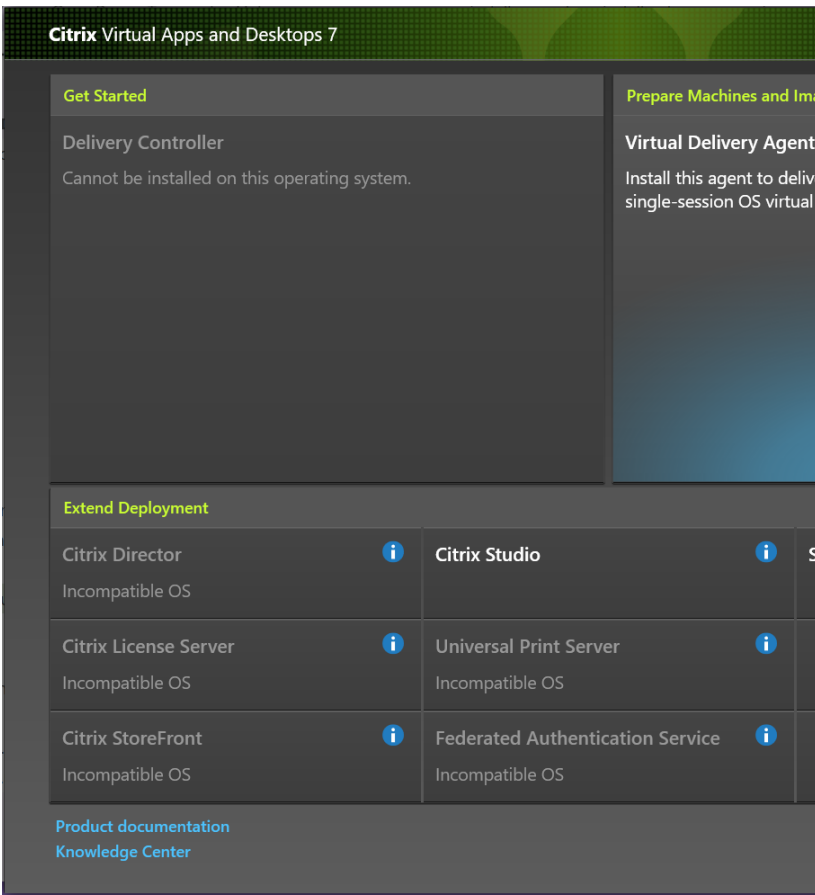 Citrix Virtual Apps and Desktops 7
Get Started
Delivery Controller
Cannot be installed on this operating system.
Prepare Machines and Ima
Virtual Delivery Agent
Install this agent to deliv
single-session OS virtual
Extend Deployment
Citrix Director
Incompatible OS
Citrix Studio
S
Citrix License Server
Incompatible OS
Universal Print Server
Incompatible OS
Citrix StoreFront
Incompatible OS
Federated Authentication Service
Incompatible OS
Product documentation
Knowledge Center